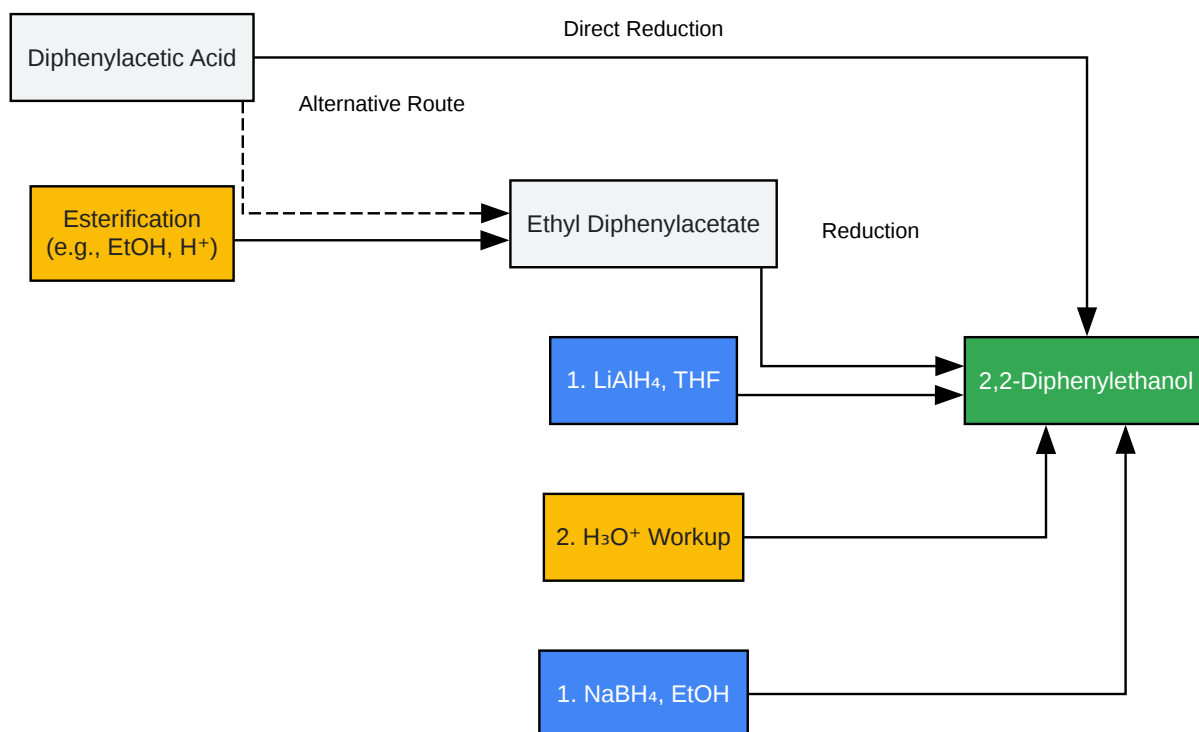 Direct Reduction
Diphenylacetic Acid
Alternative Route
Esterification
(e.g., EtOH, H⁺)
Ethyl Diphenylacetate
Reduction
1. LiAlH₄, THF
2,2-Diphenylethanol
2. H₃O⁺ Workup
1. NaBH₄, EtOH